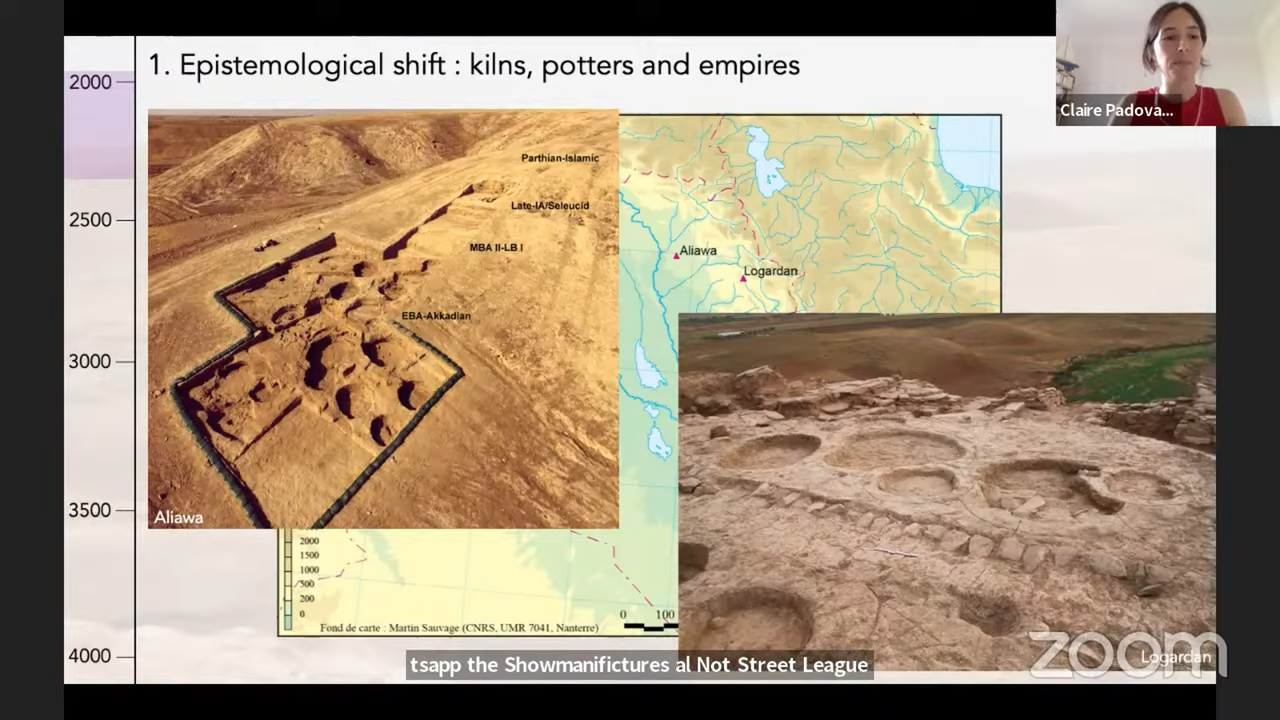 1. Epistemological shift : kilns, potters and empires
Claire Padova...
2000
2500
3000
3500
4000
Parthian-Islamic
Late-IA/Seleucid
MBA II-LB I
EBA-Akkadian
Aliawa
Aliawa
Logardan
2000
1500
1000
500
200
0
0 100
Fond de carte : Martin Sauvage (CNRS, UMR 7041, Nanterre)
Logardan
zoom
tsapp the Showmanifictures al Not Street League